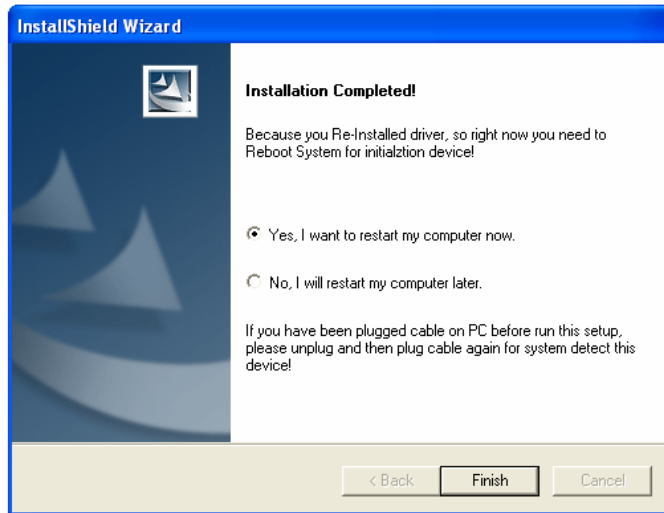 InstallShield Wizard
Installation Completed!
Because you Re-Installed driver, so right now you need to
Reboot System for initialztion device!
Yes, I want to restart my computer now.
No, I will restart my computer later.
If you have been plugged cable on PC before run this setup,
please unplug and then plug cable again for system detect this
device!
< Back Finish Cancel